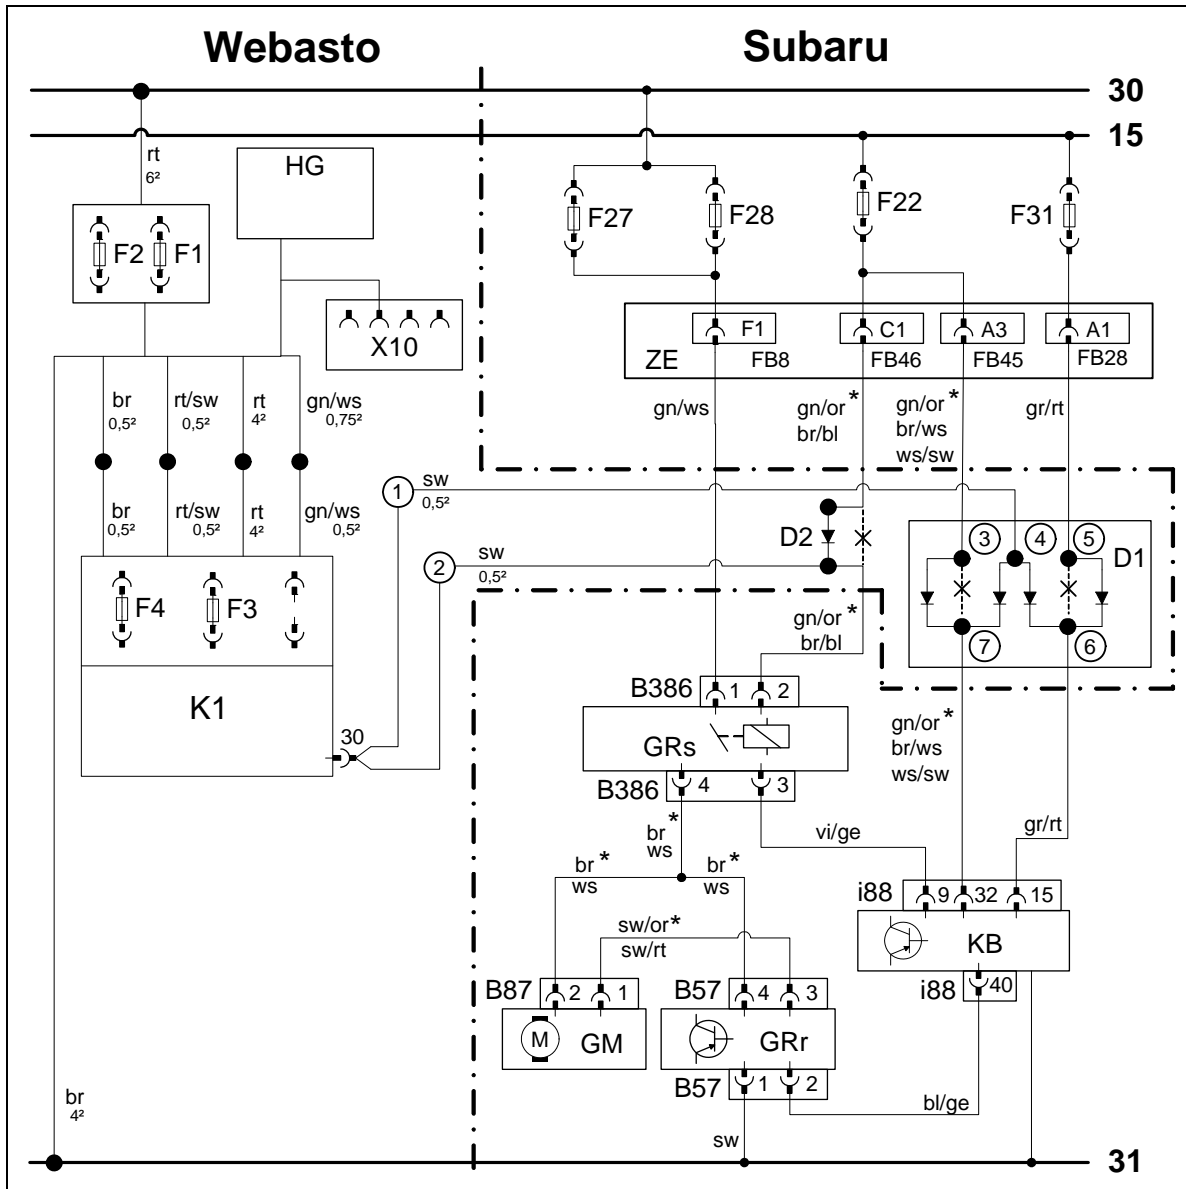 Webasto
Subaru
30
15
rt
6²
HG
F2
F1
X10
F27
F28
F22
F31
F1
C1
A3
A1
ZE
FB8
FB46
FB45
FB28
br
0,5²
rt/sw
0,5²
rt
4²
gn/ws
0,75²
gn/ws
gn/or *
br/bl
gn/or *
br/ws
ws/sw
gr/rt
br
0,5²
rt/sw
0,5²
rt
4²
gn/ws
0,5²
1
sw
0,5²
2
sw
0,5²
D2
3
4
5
D1
7
6
F4
F3
K1
30
gn/or *
br/bl
B386
1
2
GRs
B386
4
3
gn/or *
br/ws
ws/sw
gr/rt
br *
ws
vi/ge
br *
ws
br *
ws
sw/or *
sw/rt
i88
9
32
15
KB
i88
40
B87
2
1
M
GM
B57
4
3
GRr
B57
1
2
bl/ge
sw
br
4²
31